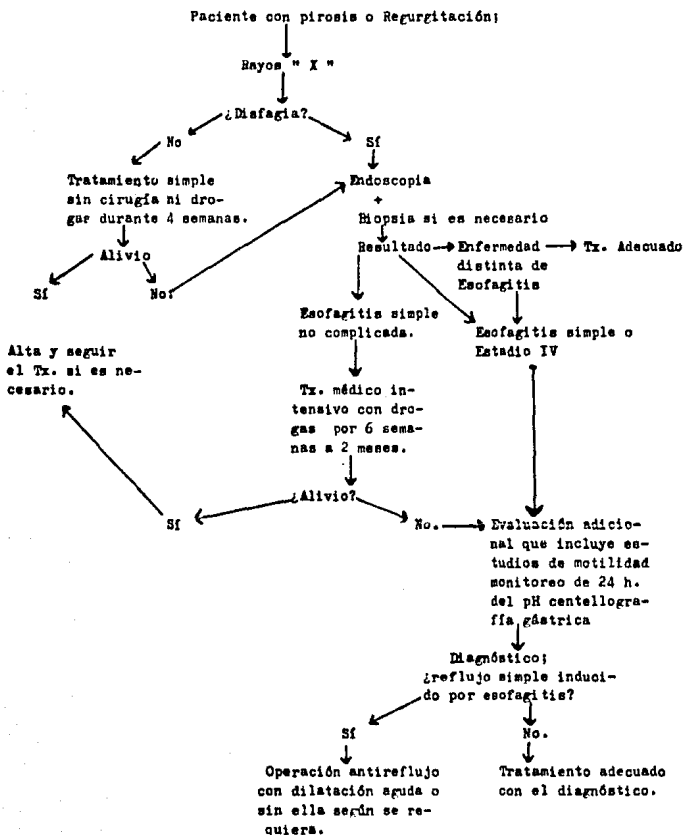 Paciente con pirosis o Regurgitación;
Rayos " X "
¿Disfagia?
No
Sí
Tratamiento simple
sin cirugía ni dro-
gar durante 4 semanas.
Endoscopia
+
Biopsia si es necesario
Alivio
Sí
No:
Resultado
Enfermedad
distinta de
Esofagitis
Tx. Adecuado
Esofagitis simple
no complicada.
Esofagitis simple o
Estadio IV
Alta y seguir
el Tx. si es ne-
cesario.
Tx. médico in-
tensivo con dro-
gas por 6 sema-
nas a 2 meses.
¿Alivio?
Sí
No.
Evaluación adicio-
nal que incluye es-
tudios de motilidad
monitoreo de 24 h.
del pH centellogra-
fía gástrica
Diagnóstico;
¿reflujo simple induci-
do por esofagitis?
Sí
No.
Operación antireflujo
con dilatación aguda o
sin ella según se re-
quiera.
Tratamiento adecuado
con el diagnóstico.